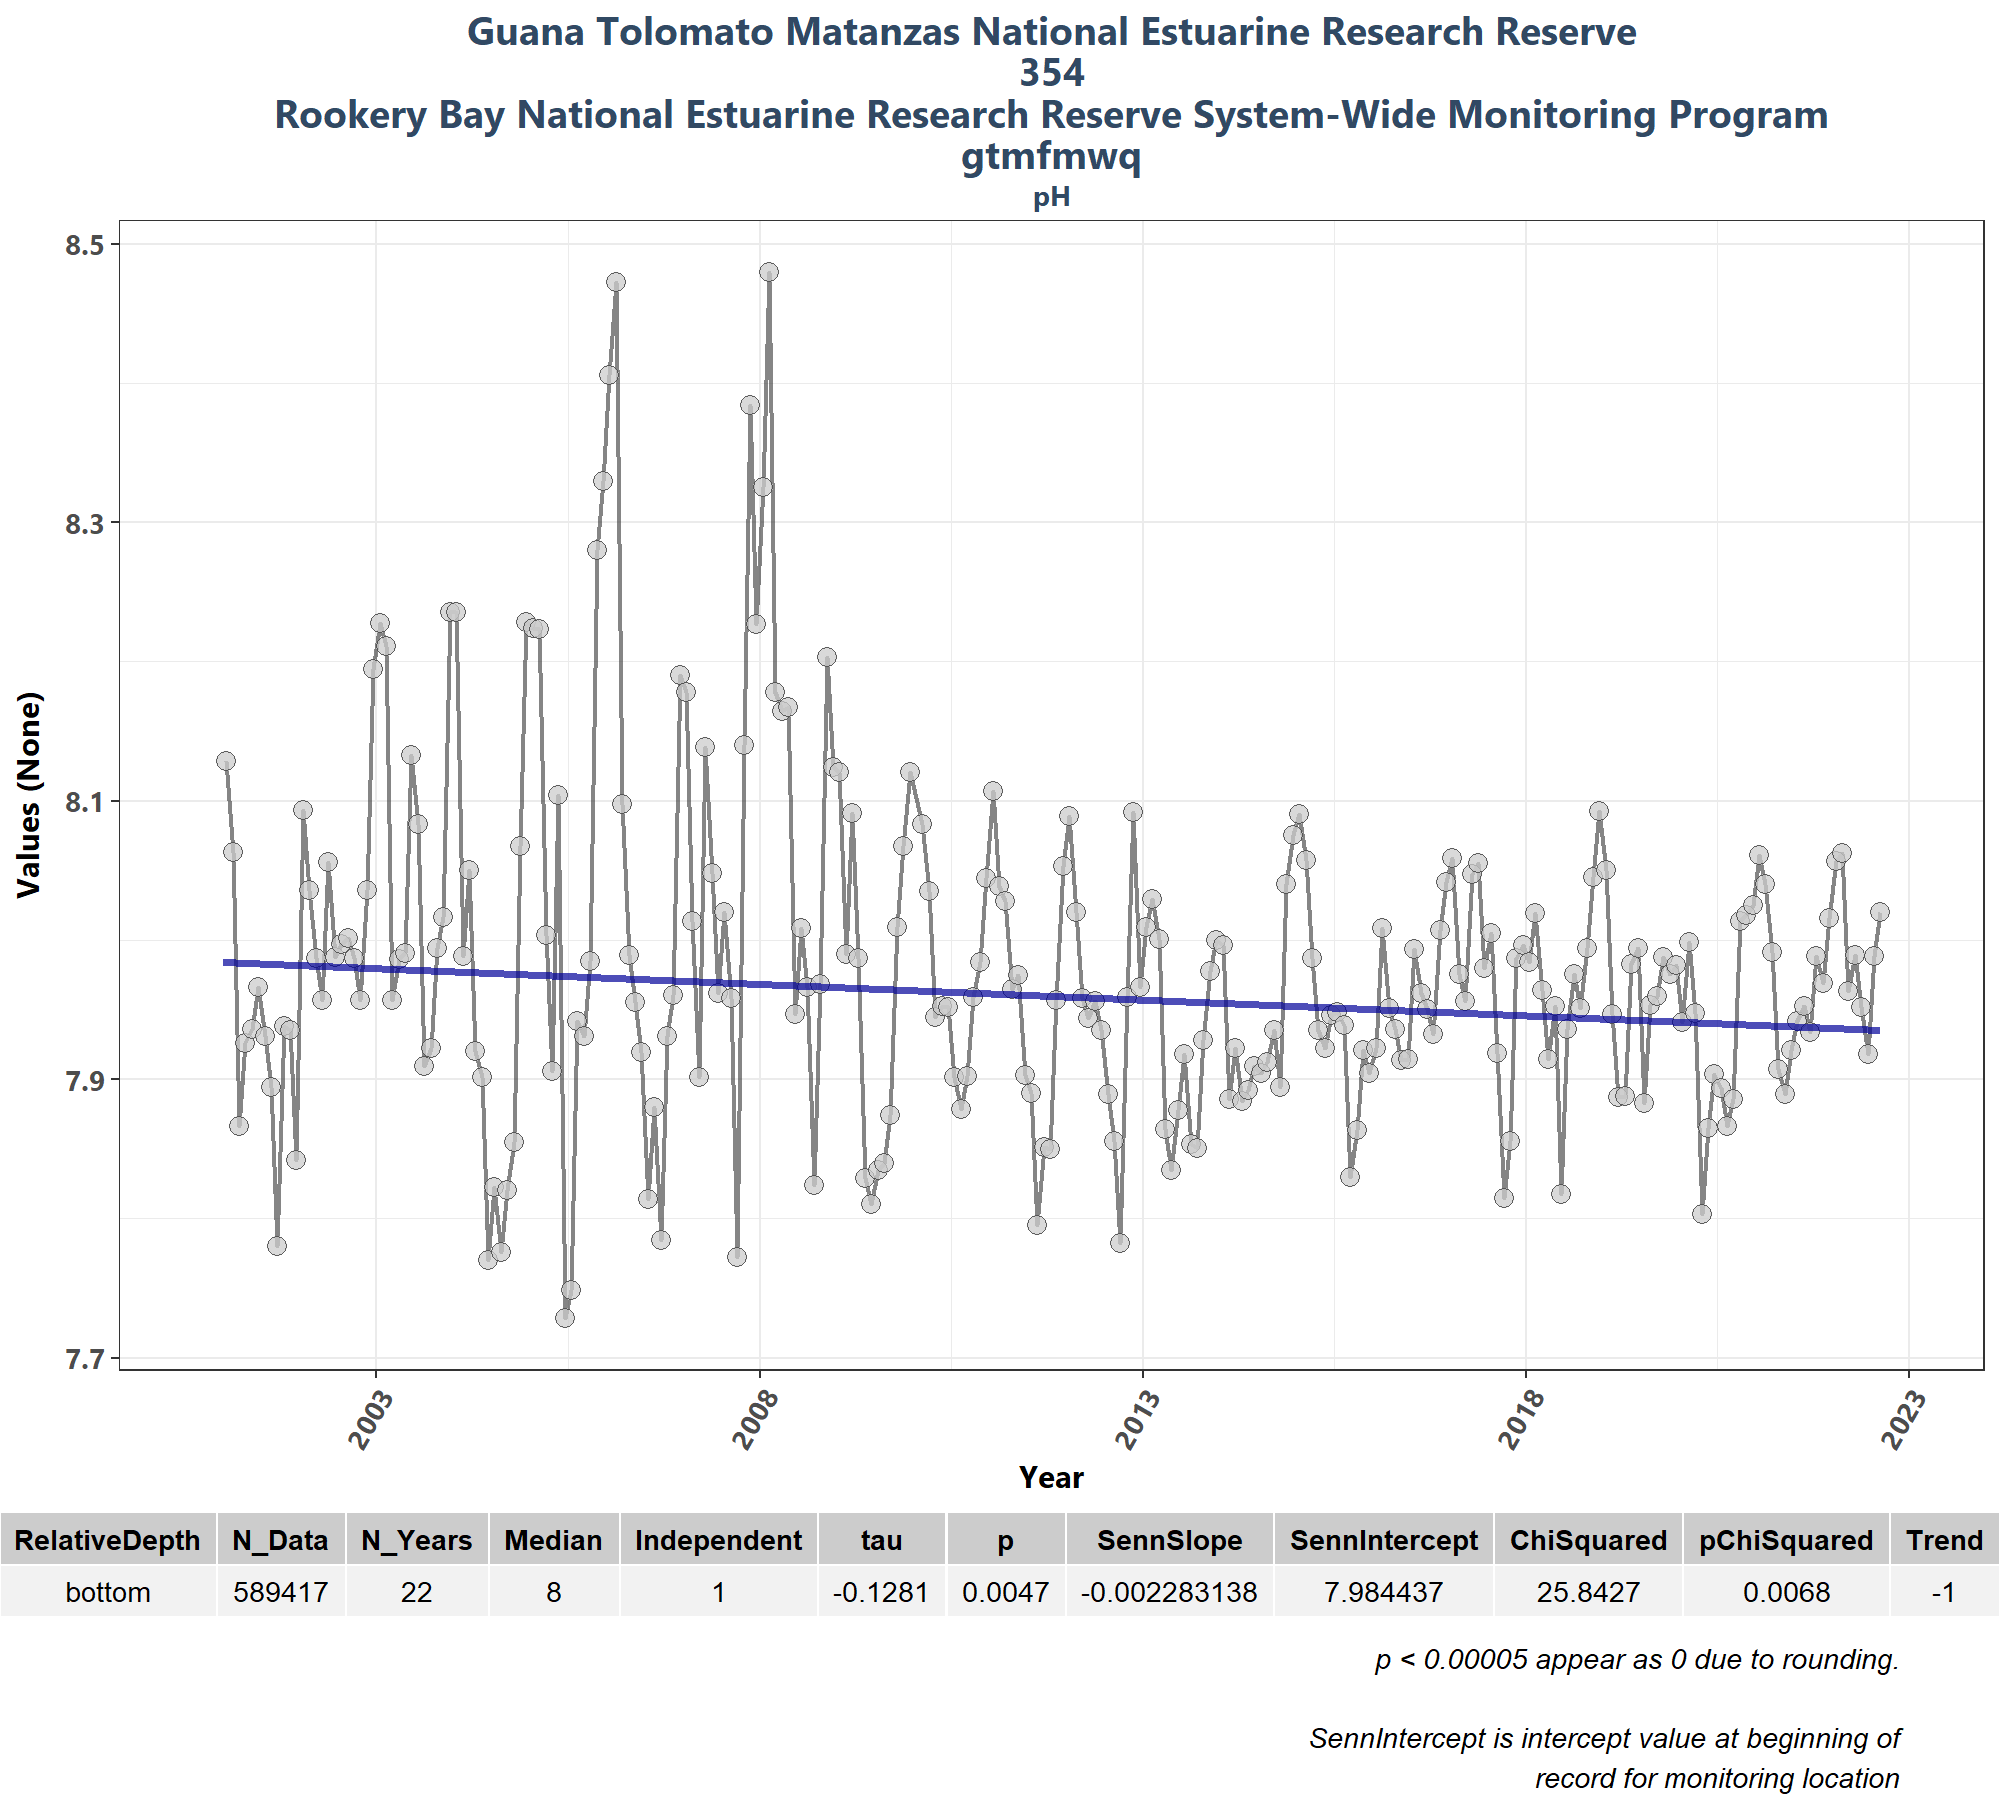 Guana Tolomato Matanzas National Estuarine Research Reserve
354
Rookery Bay National Estuarine Research Reserve System-Wide Monitoring Program
gtmfmwq
pH
8.5
8.3
8.1
7.9
7.7
Values (None)
2003 2008 2013 2018 2023
Year
RelativeDepth N_Data N_Years Median Independent tau p SennSlope SennIntercept ChiSquared pChiSquared Trend
bottom 589417 22 8 1 -0.1281 0.0047 -0.002283138 7.984437 25.8427 0.0068 -1
p < 0.00005 appear as 0 due to rounding.
SennIntercept is intercept value at beginning of
record for monitoring location